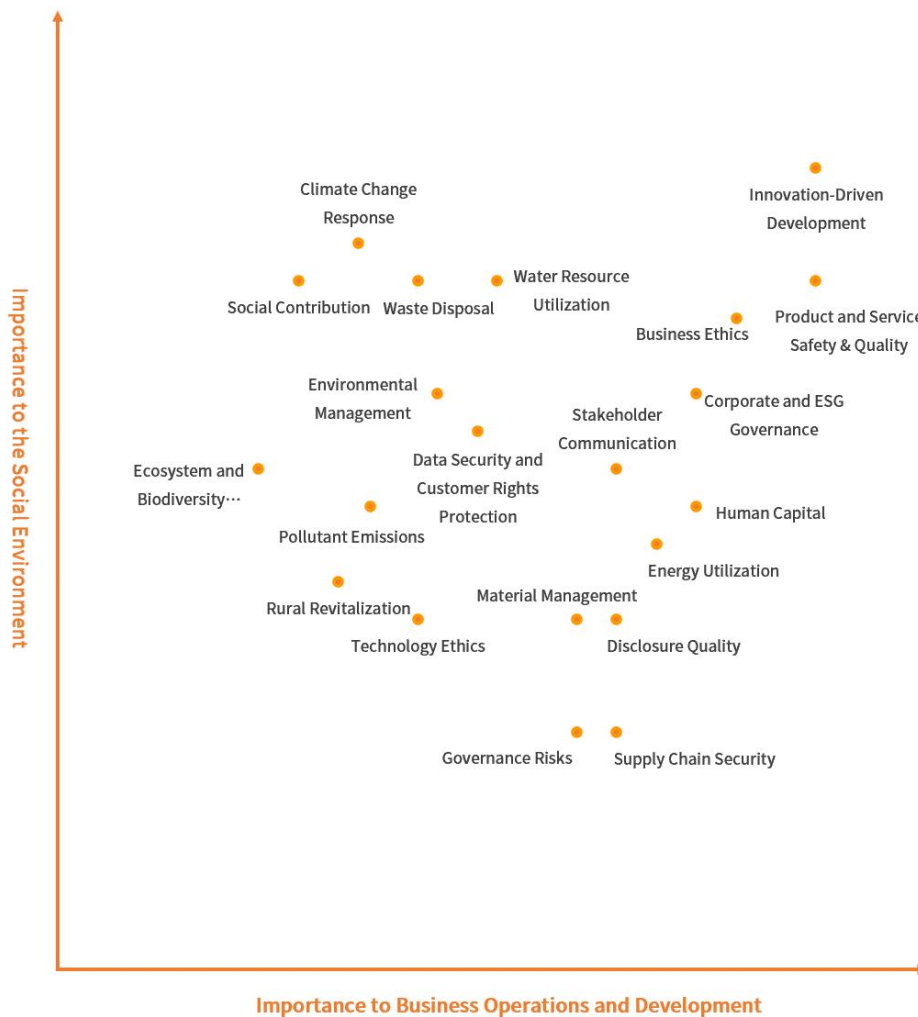 Climate Change
Response
Innovation-Driven
Development
Social Contribution
Waste Disposal
Water Resource
Utilization
Business Ethics
Product and Service
Safety & Quality
Environmental
Management
Stakeholder
Communication
Corporate and ESG
Governance
Ecosystem and
Biodiversity…
Data Security and
Customer Rights
Protection
Pollutant Emissions
Human Capital
Energy Utilization
Rural Revitalization
Material Management
Technology Ethics
Disclosure Quality
Governance Risks
Supply Chain Security
Importance to the Social Environment
Importance to Business Operations and Development